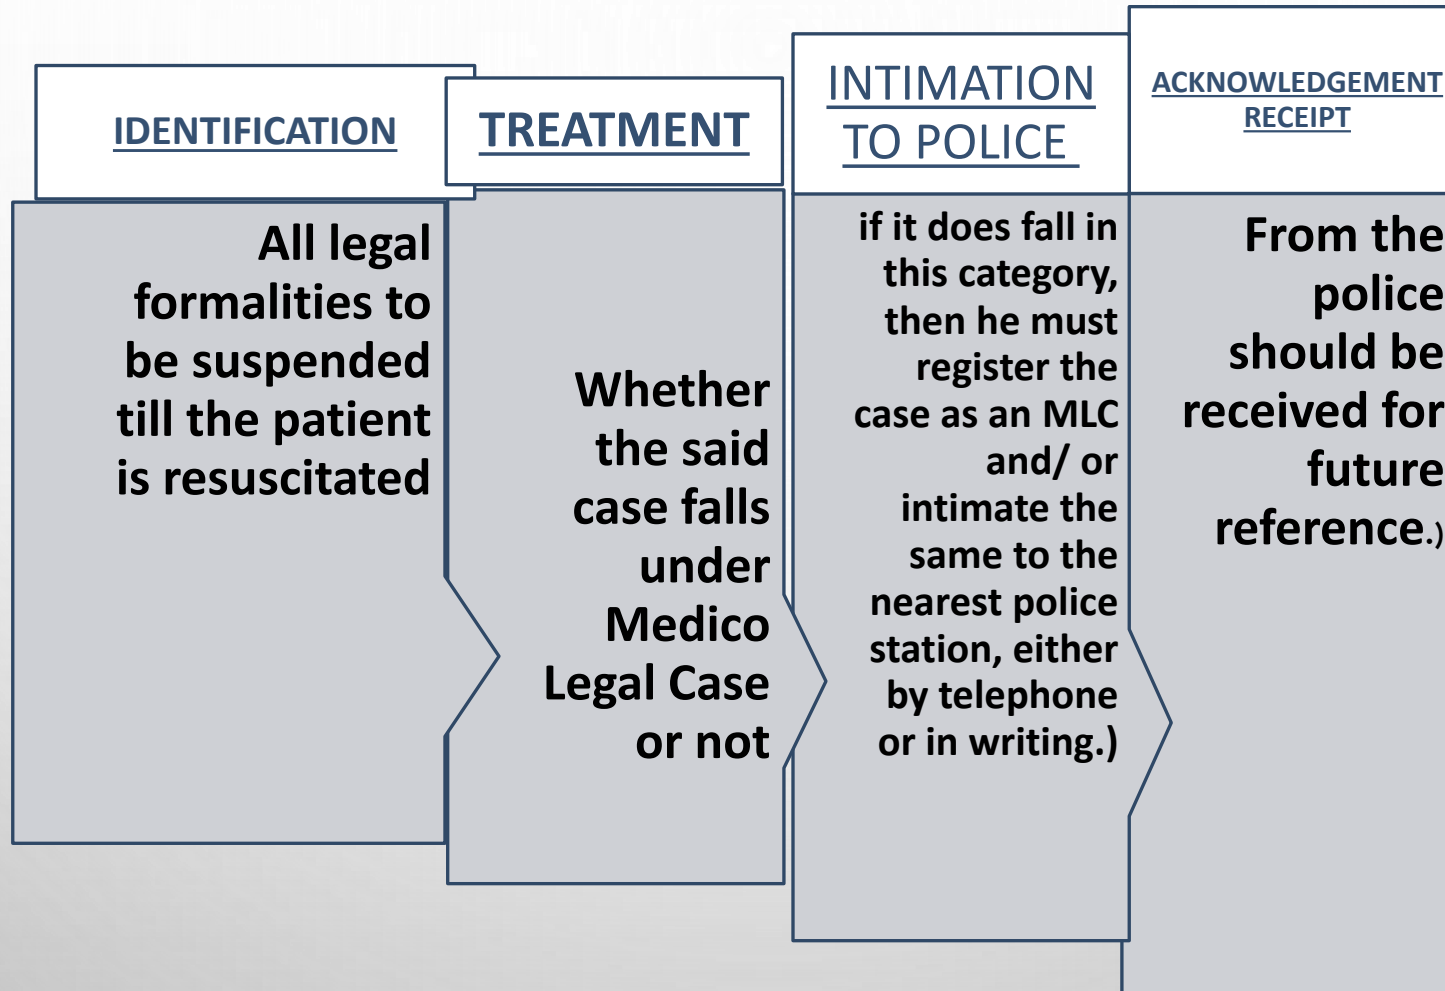 IDENTIFICATION
All legal
formalities to
be suspended
till the patient
is resuscitated
TREATMENT
Whether
the said
case falls
under
Medico
Legal Case
or not
INTIMATION
TO POLICE
if it does fall in
this category,
then he must
register the
case as an MLC
and/ or
intimate the
same to the
nearest police
station, either
by telephone
or in writing.)
ACKNOWLEDGEMENT
RECEIPT
From the
police
should be
received for
future
reference.)